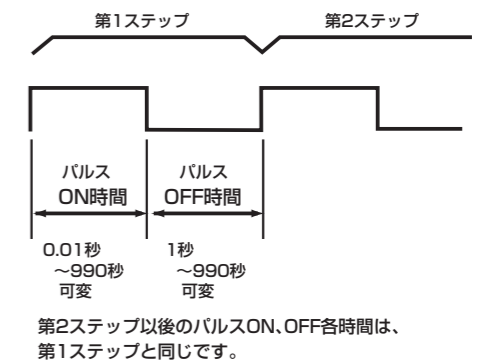 第1ステップ
第2ステップ
パルス
ON時間
パルス
OFF時間
0.01秒
～990秒
可変
1秒
～990秒
可変
第2ステップ以後のパルスON、OFF各時間は、
第1ステップと同じです。